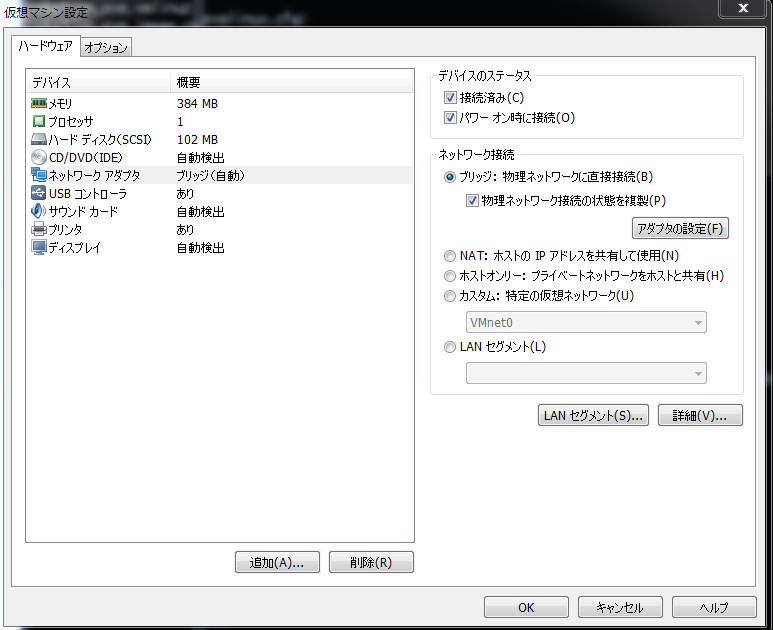 仮想マシン設定
ハードウェア オプション
デバイス 概要
メモリ 384 MB
プロセッサ 1
ハード ディスク(SCSI) 102 MB
CD/DVD(IDE) 自動検出
ネットワーク アダプタ ブリッジ(自動)
USB コントローラ あり
サウンド カード 自動検出
プリンタ あり
ディスプレイ 自動検出
追加(A)... 削除(R)
デバイスのステータス
接続済み(C)
パワー オン時に接続(O)
ネットワーク接続
ブリッジ: 物理ネットワークに直接接続(B)
物理ネットワーク接続の状態を複製(P)
アダプタの設定(F)
NAT: ホストの IP アドレスを共有して使用(N)
ホストオンリー: プライベートネットワークをホストと共有(H)
カスタム: 特定の仮想ネットワーク(U)
VMnet0
LAN セグメント(L)
LAN セグメント(S)... 詳細(V)...
OK キャンセル ヘルプ